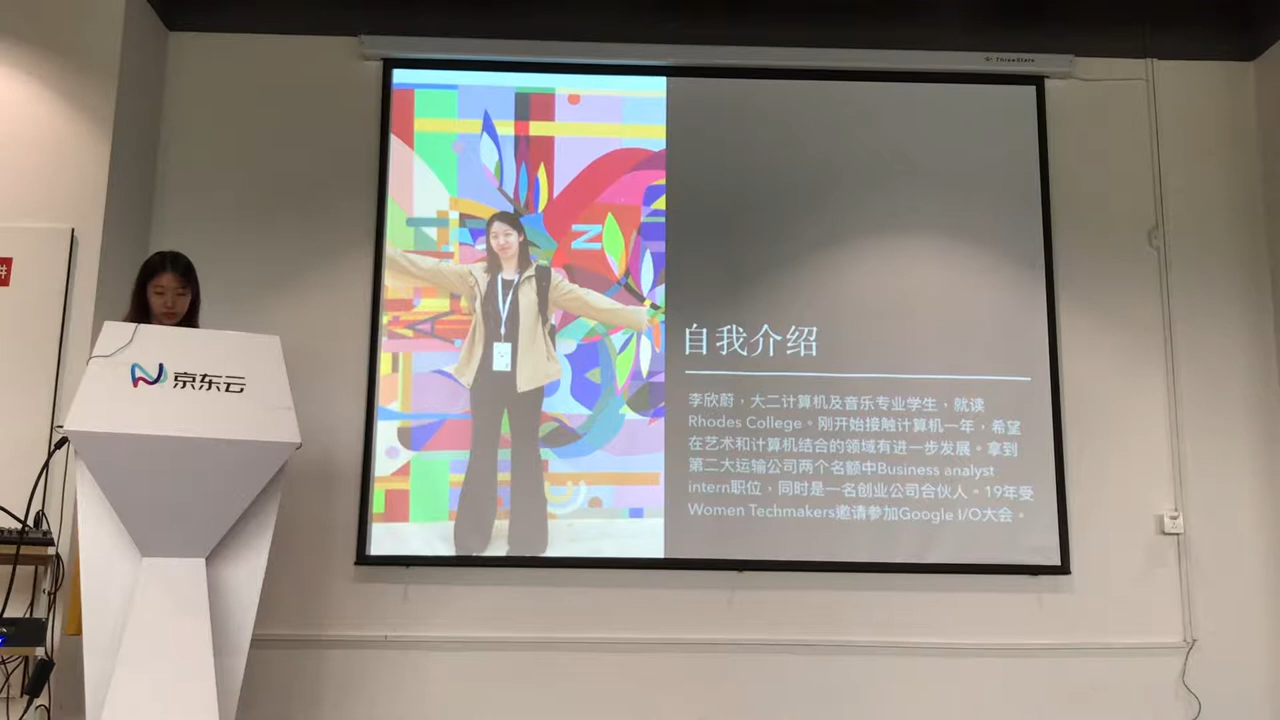 ThreeStars
讲
京东云
N
自我介绍
李欣蔚，大二计算机及音乐专业学生，就读
Rhodes College。刚开始接触计算机一年，希望
在艺术和计算机结合的领域有进一步发展。拿到
第二大运输公司两个名额中Business analyst
intern职位，同时是一名创业公司合伙人。19年受
Women Techmakers邀请参加Google I/O大会。